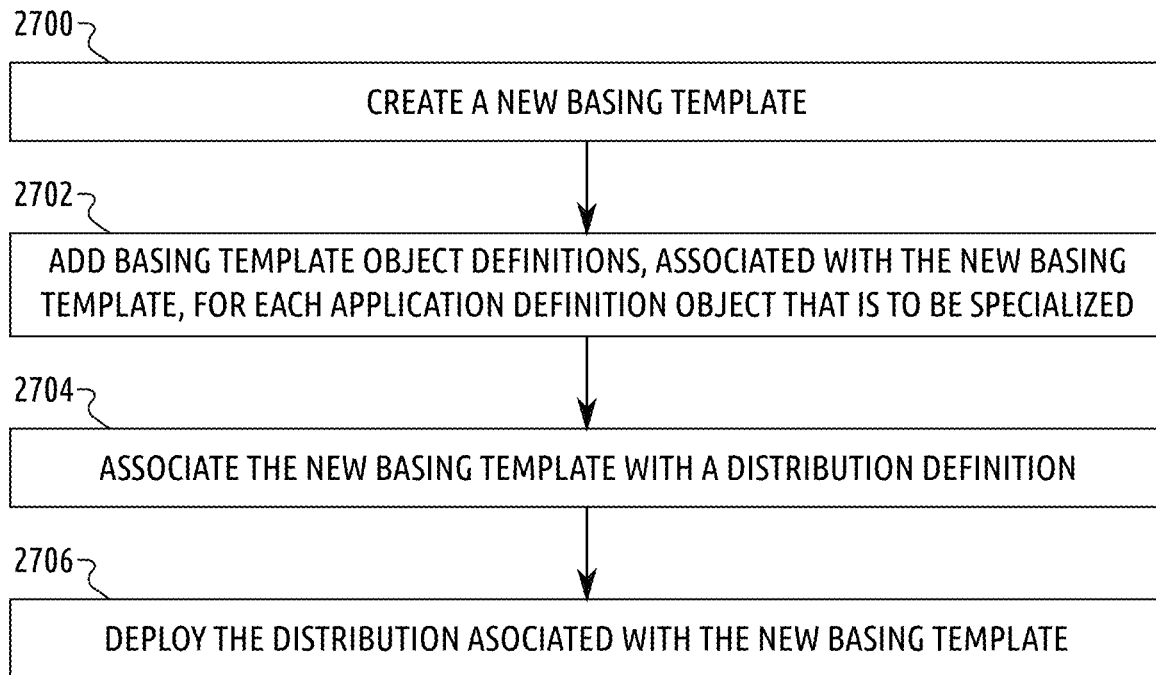 2700
CREATE A NEW BASING TEMPLATE
2702
ADD BASING TEMPLATE OBJECT DEFINITIONS, ASSOCIATED WITH THE NEW BASING
TEMPLATE, FOR EACH APPLICATION DEFINITION OBJECT THAT IS TO BE SPECIALIZED
2704
ASSOCIATE THE NEW BASING TEMPLATE WITH A DISTRIBUTION DEFINITION
2706
DEPLOY THE DISTRIBUTION ASOCIATED WITH THE NEW BASING TEMPLATE